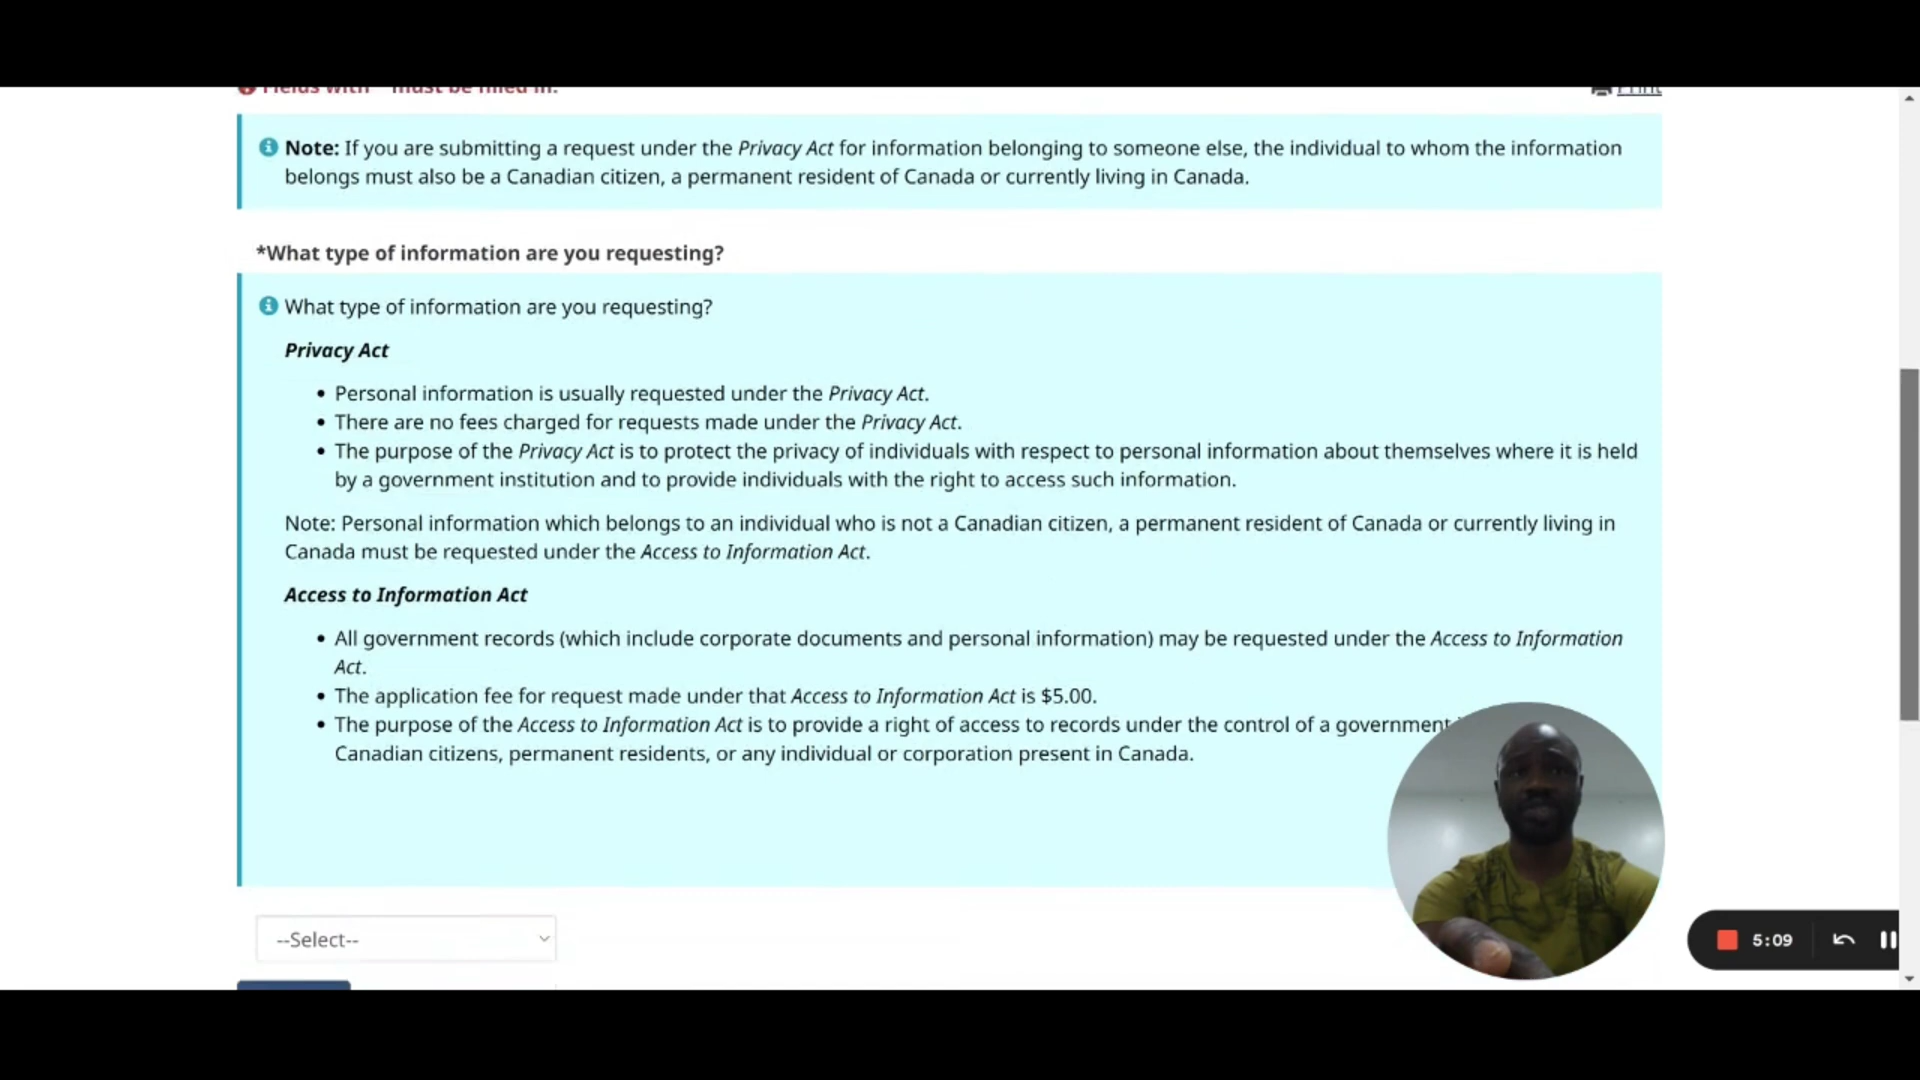 Fields with * must be filled in.
Print
Note: If you are submitting a request under the Privacy Act for information belonging to someone else, the individual to whom the information
belongs must also be a Canadian citizen, a permanent resident of Canada or currently living in Canada.
*What type of information are you requesting?
What type of information are you requesting?
Privacy Act
• Personal information is usually requested under the Privacy Act.
• There are no fees charged for requests made under the Privacy Act.
• The purpose of the Privacy Act is to protect the privacy of individuals with respect to personal information about themselves where it is held
by a government institution and to provide individuals with the right to access such information.
Note: Personal information which belongs to an individual who is not a Canadian citizen, a permanent resident of Canada or currently living in
Canada must be requested under the Access to Information Act.
Access to Information Act
• All government records (which include corporate documents and personal information) may be requested under the Access to Information
Act.
• The application fee for request made under that Access to Information Act is $5.00.
• The purpose of the Access to Information Act is to provide a right of access to records under the control of a government
Canadian citizens, permanent residents, or any individual or corporation present in Canada.
--Select--
5:09